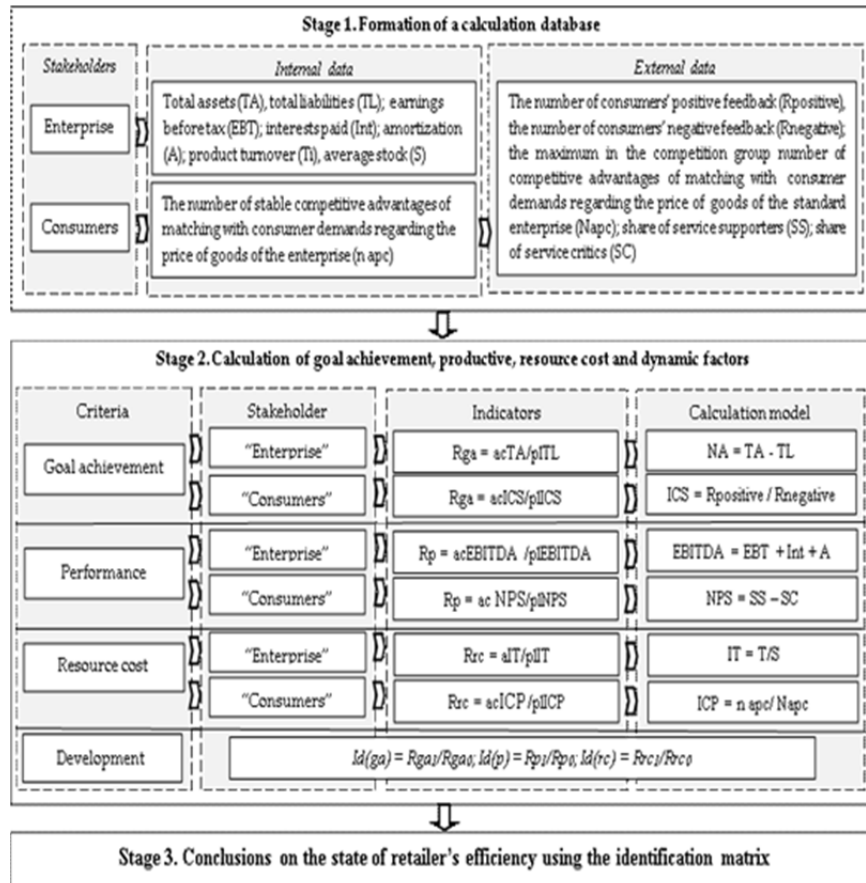 Stage 1. Formation of a calculation database
Stakeholders
Internal data
External data
Enterprise
Total assets (TA), total liabilities (TL); earnings
before tax (EBT); interests paid (Int); amortization
(A); product turnover (Ti), average stock (S)
Consumers
The number of stable competitive advantages of
matching with consumer demands regarding the
price of goods of the enterprise (n apc)
The number of consumers' positive feedback (Rpositive),
the number of consumers' negative feedback (Rnegative);
the maximum in the competition group number of
competitive advantages of matching with consumer
demands regarding the price of goods of the standard
enterprise (Napc); share of service supporters (SS); share
of service critics (SC)
Stage 2. Calculation of goal achievement, productive, resource cost and dynamic factors
Criteria
Stakeholder
Indicators
Calculation model
Goal achievement
"Enterprise"
Rga = acTA/plTL
NA = TA - TL
"Consumers"
Rga = acICS/plICS
ICS = Rpositive / Rnegative
Performance
"Enterprise"
Rp = acEBITDA /plEBITDA
EBITDA = EBT + Int + A
"Consumers"
Rp = ac NPS/plNPS
NPS = SS – SC
Resource cost
"Enterprise"
Rrc = aIT/plIT
IT = T/S
"Consumers"
Rrc = acICP/plICP
ICP = n apc/ Napc
Development
Id(ga) = Rga1/Rga0; Id(p) = Rp1/Rp0; Id(rc) = Rrc1/Rrc0
Stage 3. Conclusions on the state of retailer's efficiency using the identification matrix